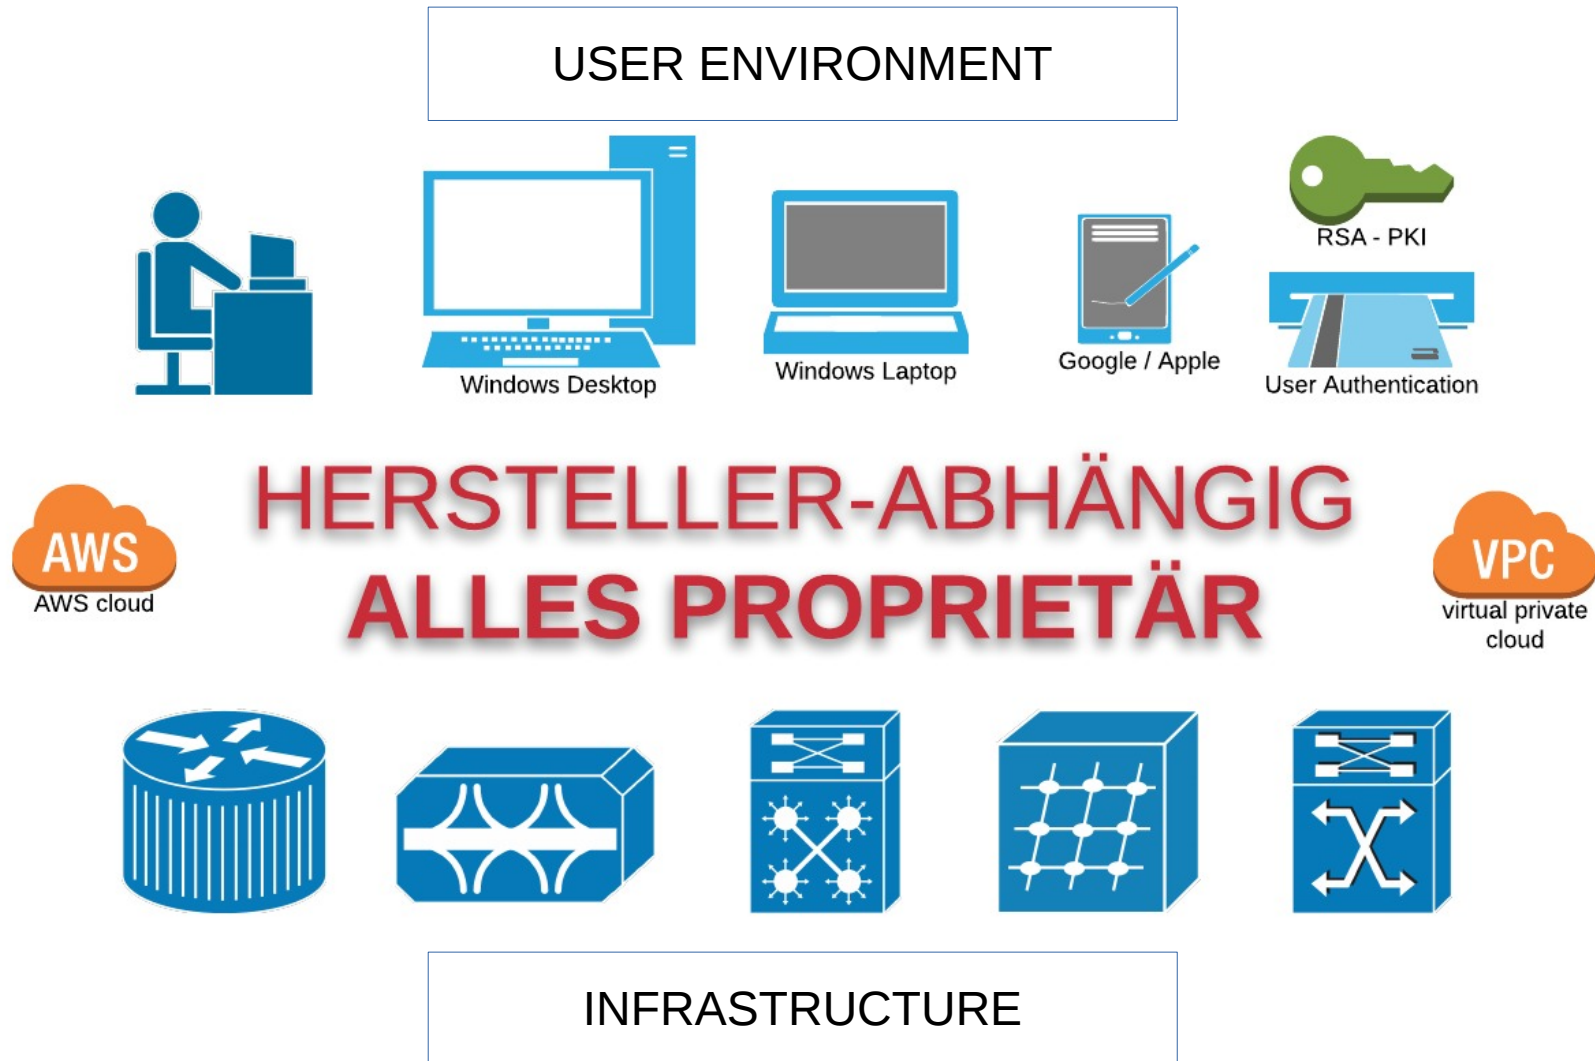 USER ENVIRONMENT
RSA - PKI
Windows Desktop
Windows Laptop
Google / Apple
User Authentication
HERSTELLER-ABHÄNGIG
ALLES PROPRIETÄR
AWS
AWS cloud
VPC
virtual private
cloud
INFRASTRUCTURE